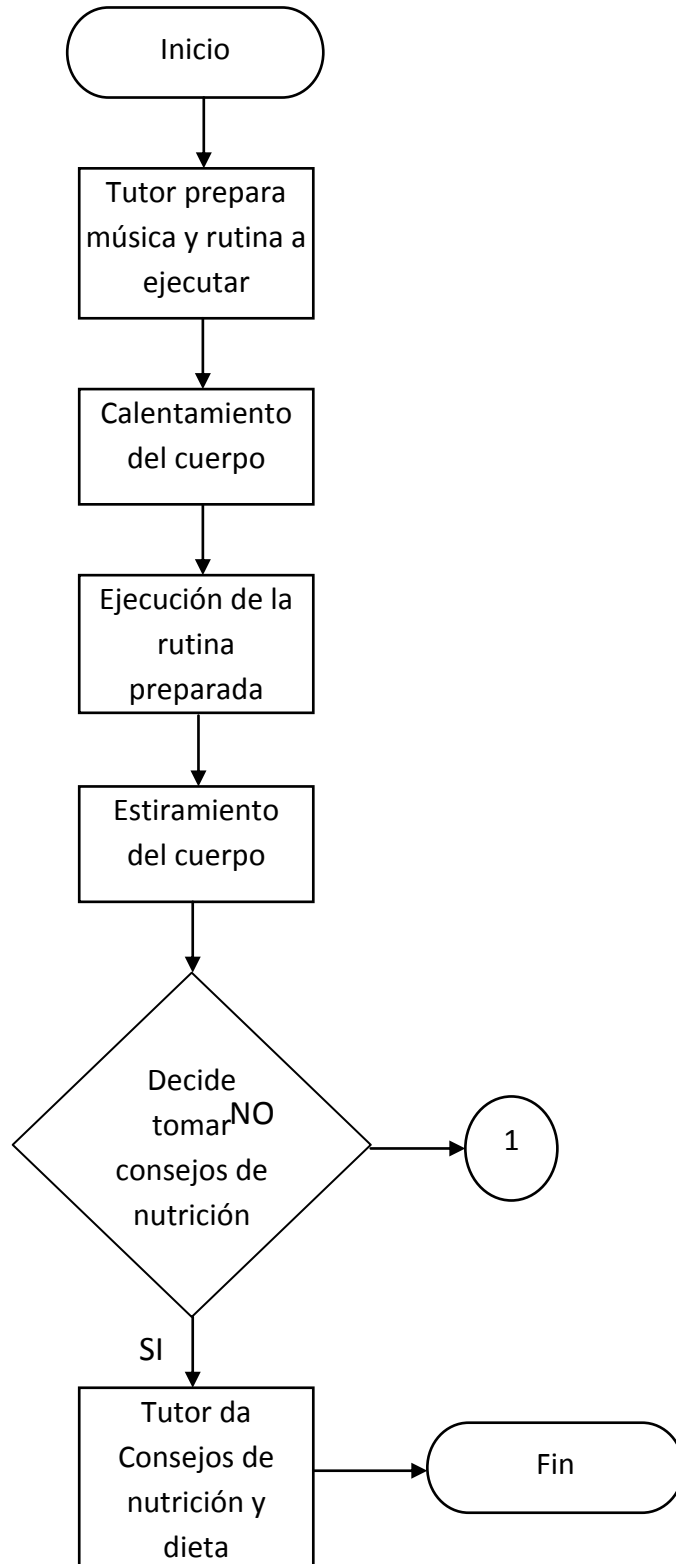 Inicio
Tutor prepara
música y rutina a
ejecutar
Calentamiento
del cuerpo
Ejecución de la
rutina
preparada
Estiramiento
del cuerpo
Decide
tomar
NO
consejos de
nutrición
1
SI
Tutor da
Consejos de
nutrición y
dieta
Fin